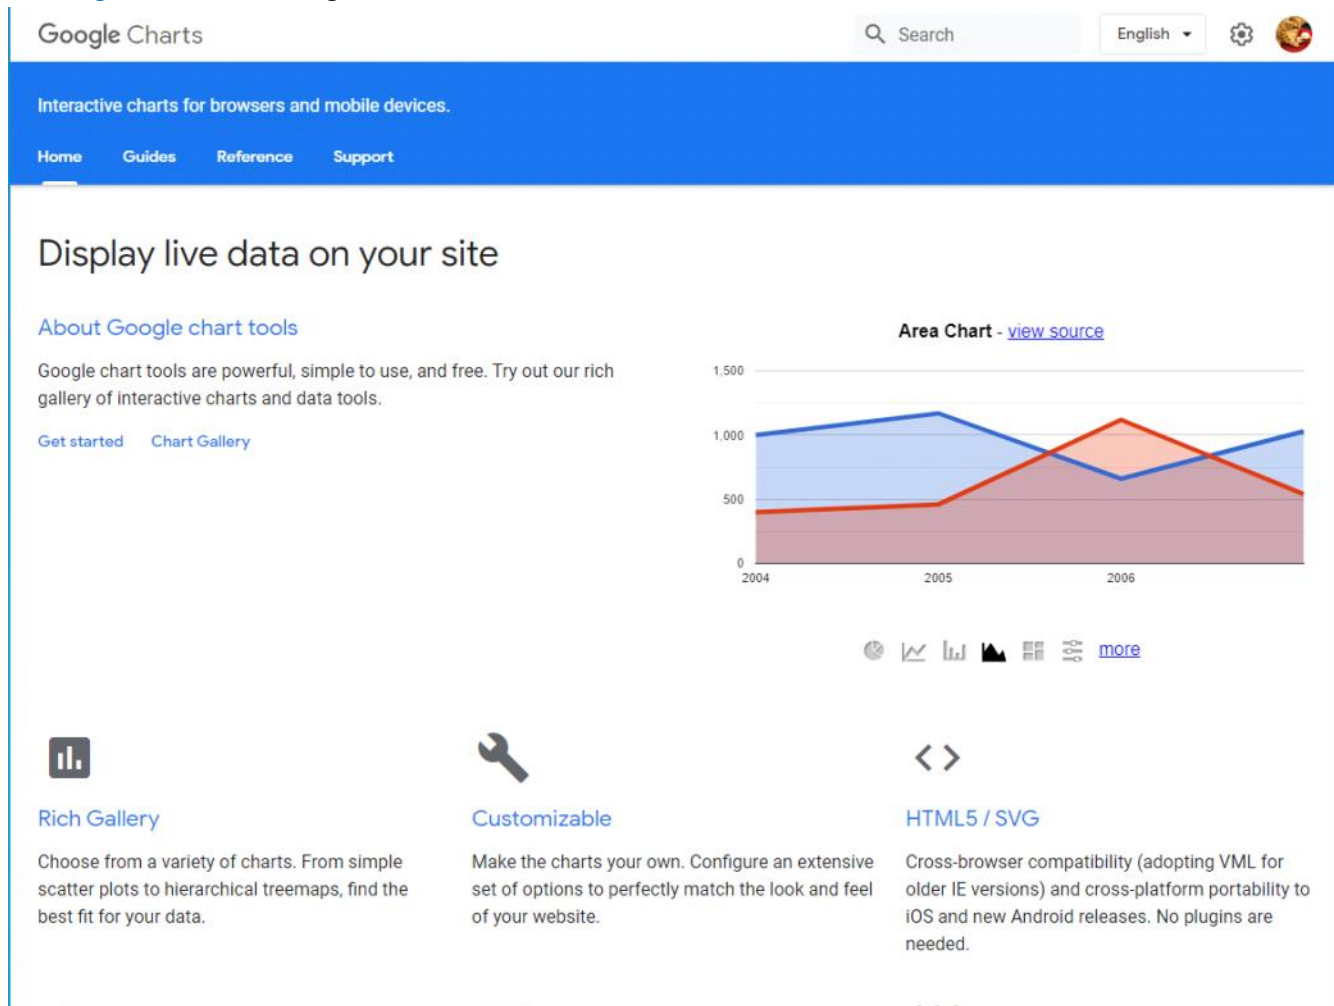 Google Charts
Search
English
Interactive charts for browsers and mobile devices.
Home Guides Reference Support
Display live data on your site
About Google chart tools
Google chart tools are powerful, simple to use, and free. Try out our rich
gallery of interactive charts and data tools.
Get started Chart Gallery
Area Chart - view source
1,500
1,000
500
0
2004 2005 2006
more
Rich Gallery
Choose from a variety of charts. From simple
scatter plots to hierarchical treemaps, find the
best fit for your data.
Customizable
Make the charts your own. Configure an extensive
set of options to perfectly match the look and feel
of your website.
HTML5 / SVG
Cross-browser compatibility (adopting VML for
older IE versions) and cross-platform portability to
iOS and new Android releases. No plugins are
needed.